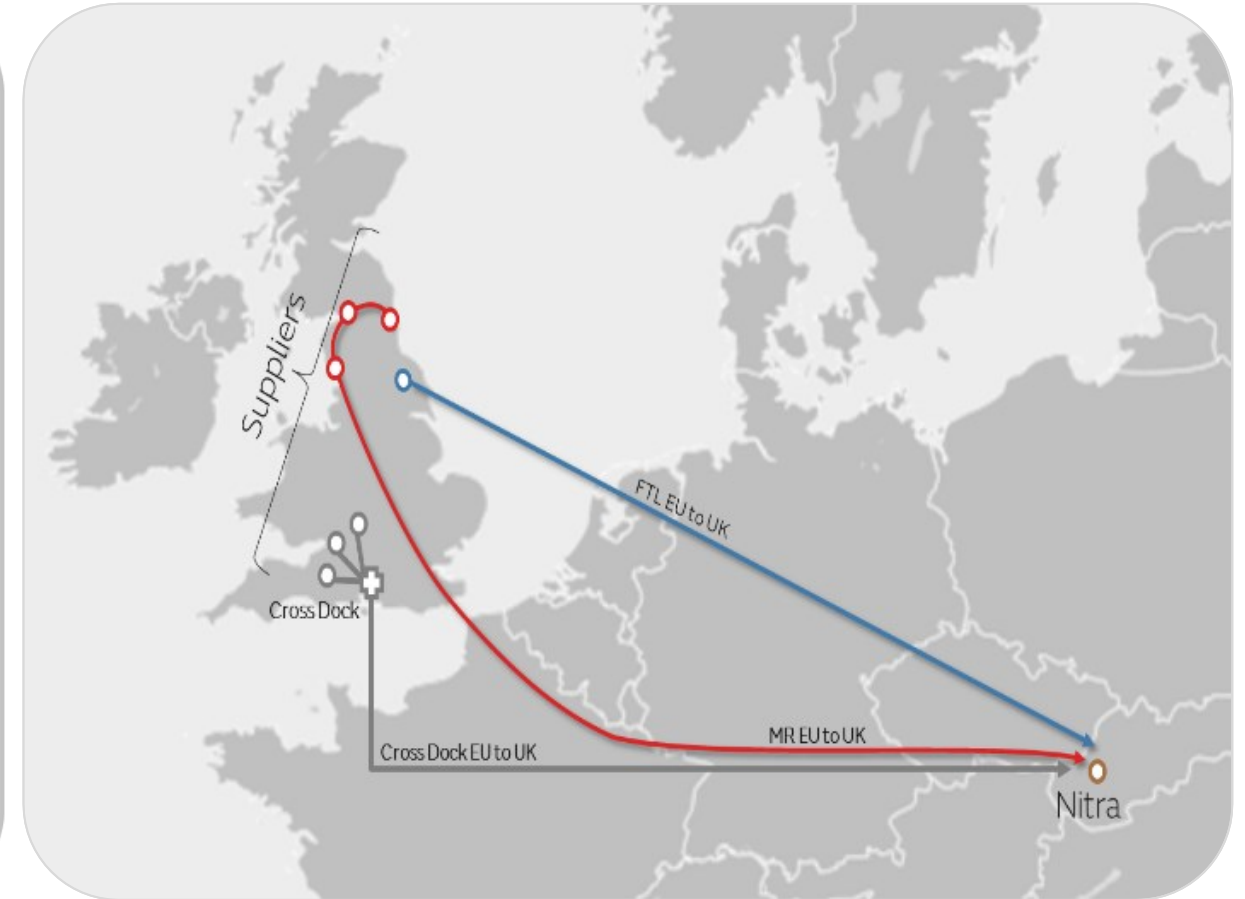 Suppliers
FTL EU to UK
Cross Dock
MR EU to UK
Cross Dock EU to UK
Nitra